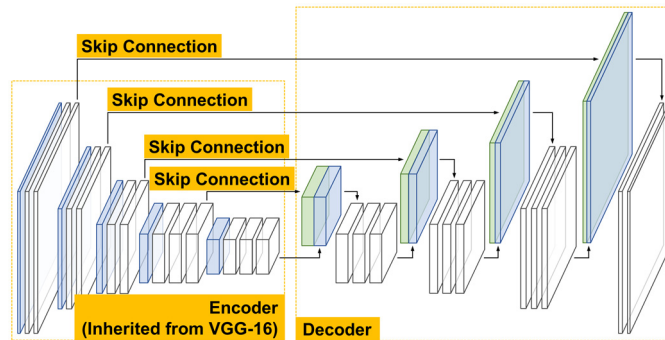 Skip Connection
Skip Connection
Skip Connection
Skip Connection
Encoder
(Inherited from VGG-16)
Decoder